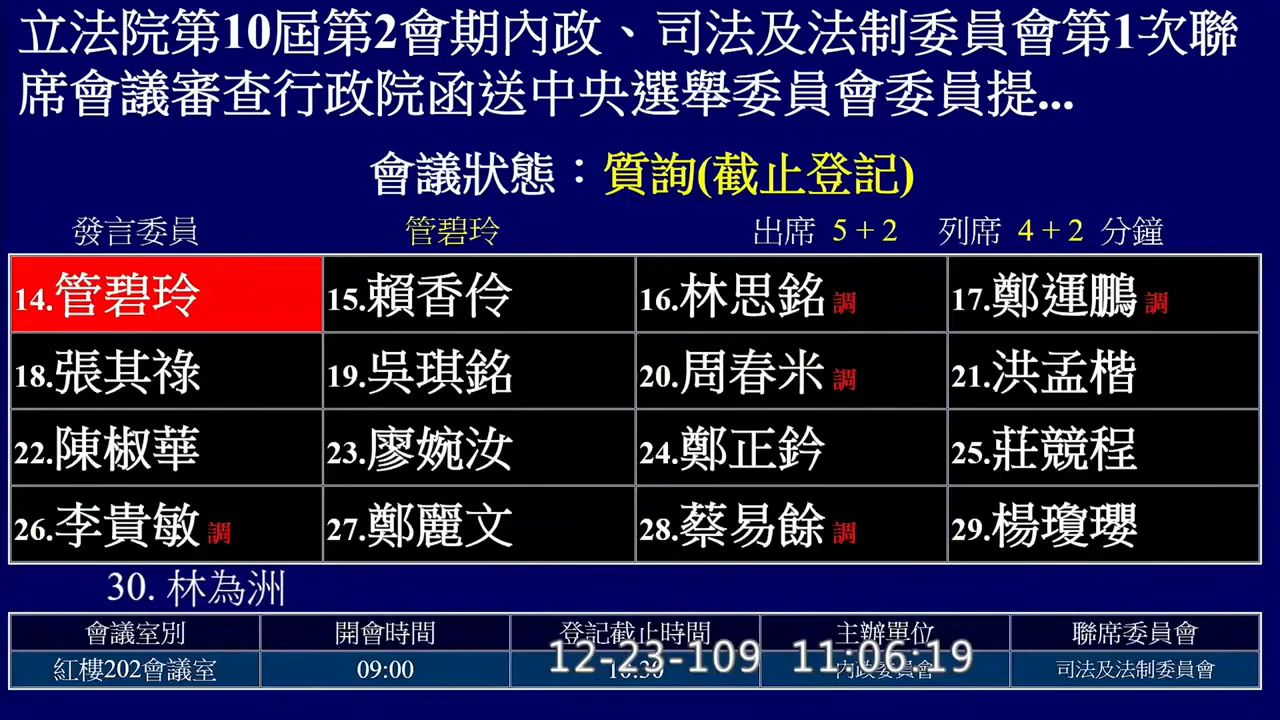 立法院第10屆第2會期內政、司法及法制委員會第1次聯
席會議審查行政院函送中央選舉委員會委員提...
會議狀態：質詢(截止登記)
發言委員 管碧玲 出席 5 + 2 列席 4 + 2 分鐘
14.管碧玲 15.賴香伶 16.林思銘 調 17.鄭運鵬 調
18.張其祿 19.吳琪銘 20.周春米 調 21.洪孟楷
22.陳椒華 23.廖婉汝 24.鄭正鈐 25.莊競程
26.李貴敏 調 27.鄭麗文 28.蔡易餘 調 29.楊瓊瓔
30. 林為洲
會議室別 開會時間 登記截止時間 主辦單位 聯席委員會
12-23-109 11:06:19
紅樓202會議室 09:00 10:30 內政委員會 司法及法制委員會